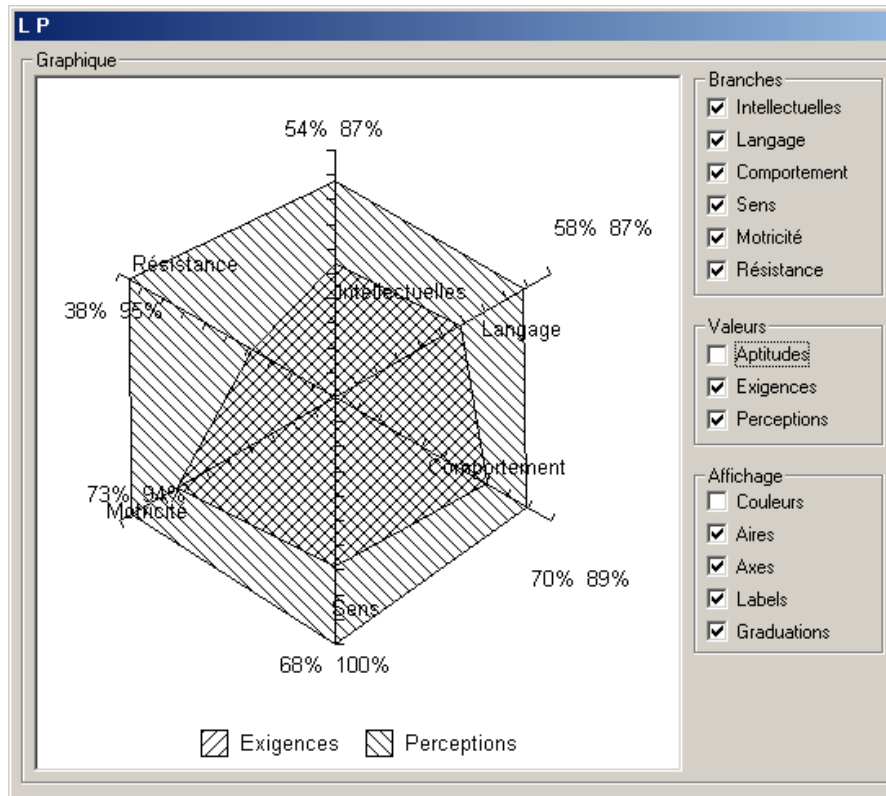 L P
Graphique
54% 87%
58% 87%
Résistance
Intellectuelles
38% 95%
Langage
Comportement
73% 94%
Motricité
70% 89%
Sens
68% 100%
Exigences Perceptions
Branches
Intellectuelles
Langage
Comportement
Sens
Motricité
Résistance
Valeurs
Aptitudes
Exigences
Perceptions
Affichage
Couleurs
Aires
Axes
Labels
Graduations